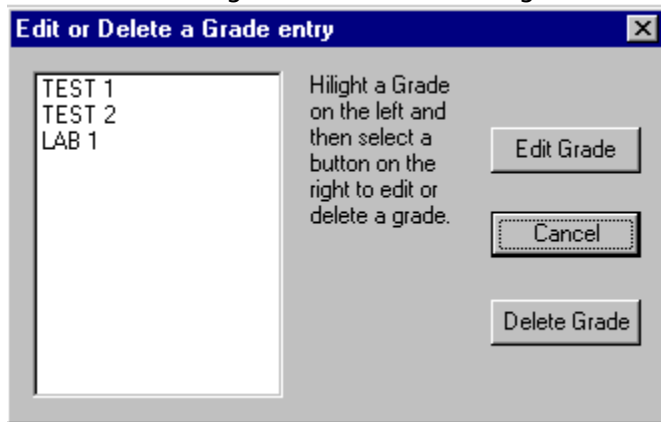 Edit or Delete a Grade entry
TEST 1
TEST 2
LAB 1
Hilight a Grade
on the left and
then select a
button on the
right to edit or
delete a grade.
Edit Grade
Cancel
Delete Grade